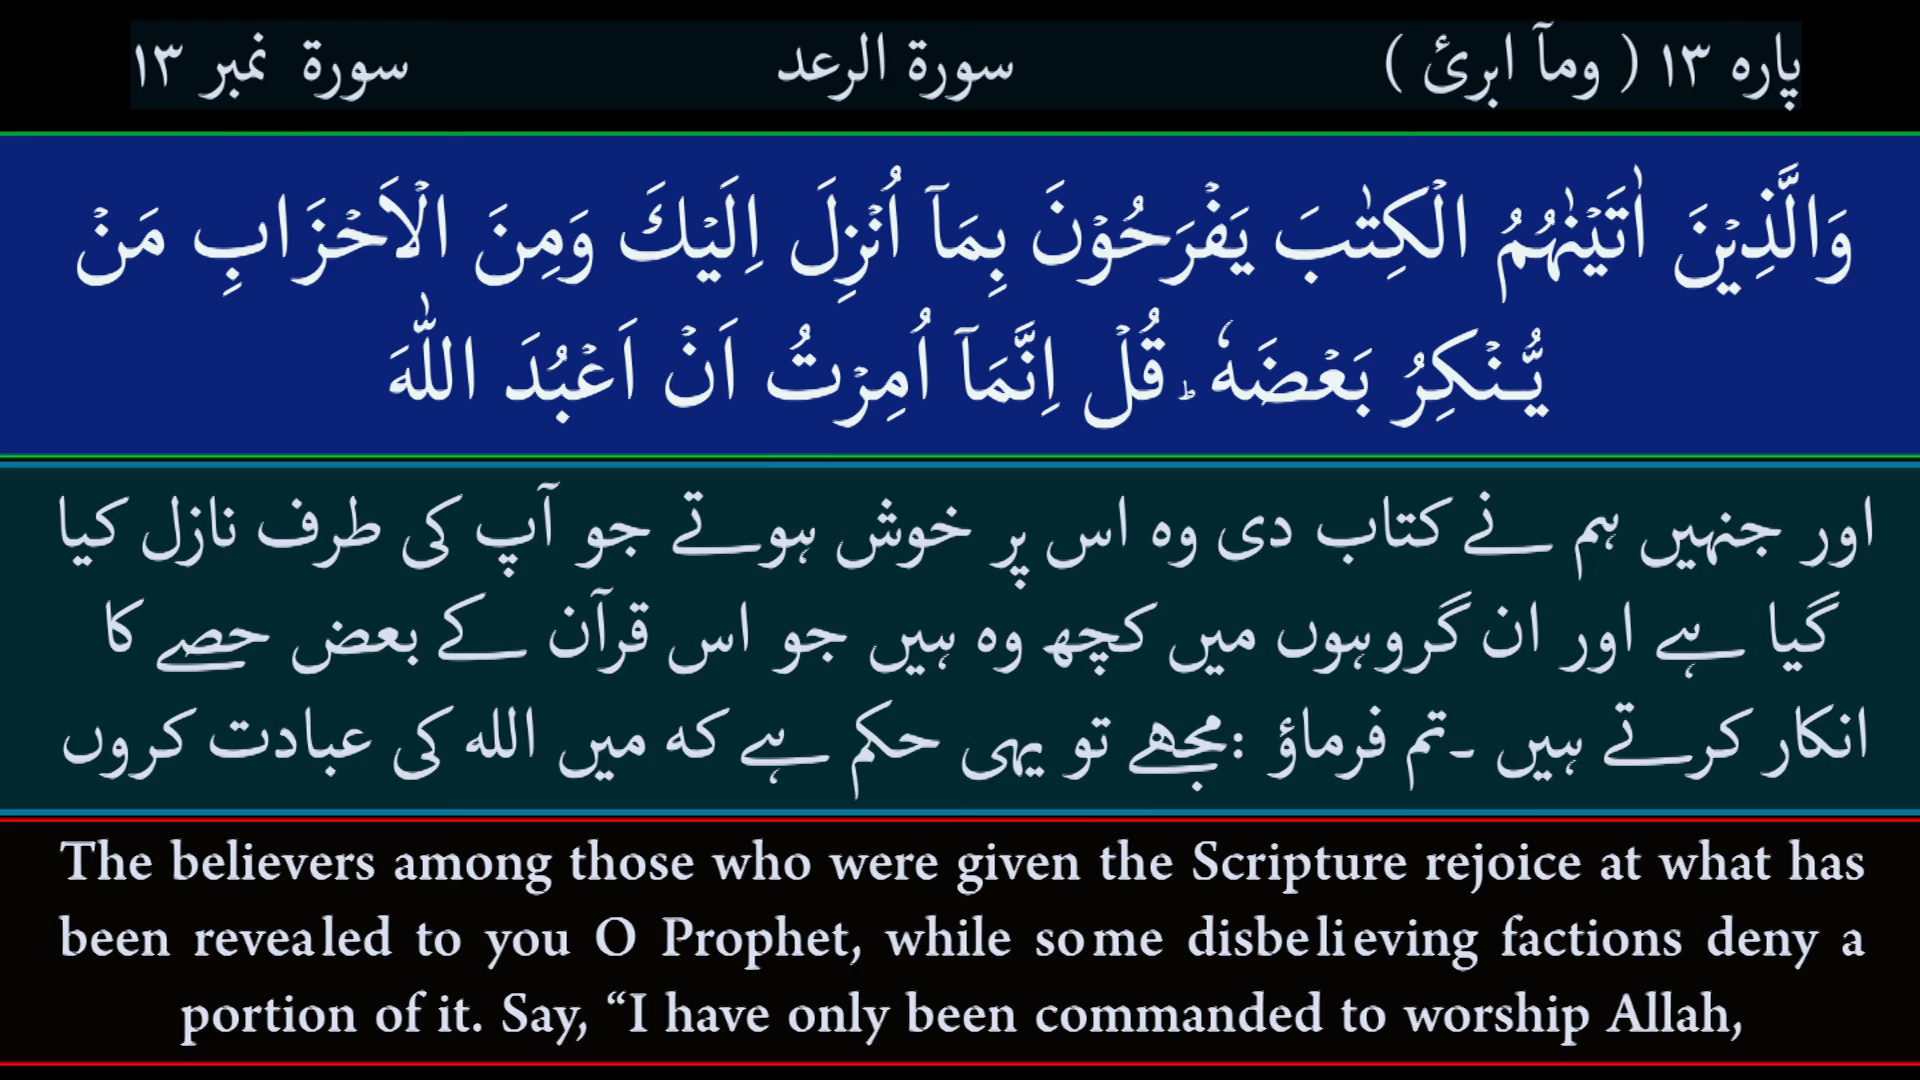 پارہ ۱۳ ( ومآ ابرئ ) سورۃ الرعد سورۃ نمبر ۱۳
وَالَّذِيْنَ اٰتَيْنٰهُمُ الْكِتٰبَ يَفْرَحُوْنَ بِمَآ اُنْزِلَ اِلَيْكَ وَمِنَ الْاَحْزَابِ مَنْ
يُّنْكِرُ بَعْضَهٗ ؕ قُلْ اِنَّمَآ اُمِرْتُ اَنْ اَعْبُدَ اللّٰهَ
اور جنہیں ہم نے کتاب دی وہ اس پر خوش ہوتے جو آپ کی طرف نازل کیا
گیا ہے اور ان گروہوں میں کچھ وہ ہیں جو اس قرآن کے بعض حصے کا
انکار کرتے ہیں ۔تم فرماؤ :مجھے تو یہی حکم ہے کہ میں اللہ کی عبادت کروں
The believers among those who were given the Scripture rejoice at what has
been revealed to you O Prophet, while some disbelieving factions deny a
portion of it. Say, “I have only been commanded to worship Allah,